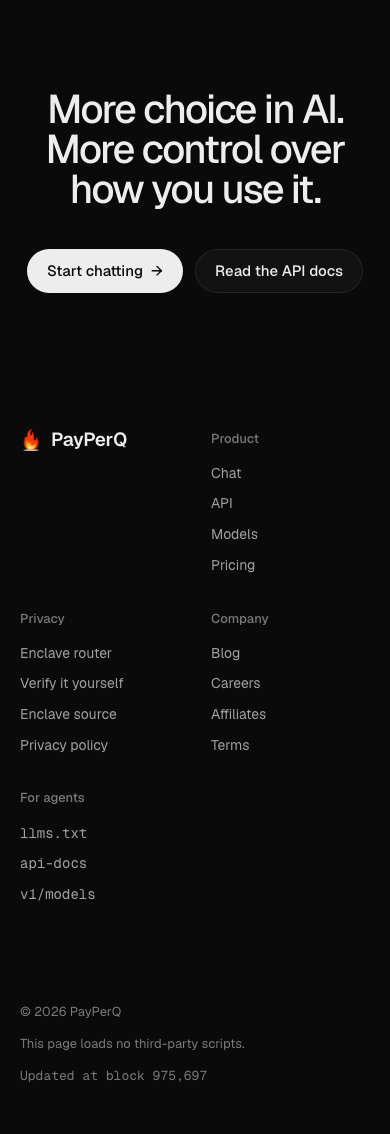 More choice in AI.
More control over
how you use it.
Start chatting →
Read the API docs
PayPerQ
Product
Chat
API
Models
Pricing
Privacy
Enclave router
Verify it yourself
Enclave source
Privacy policy
Company
Blog
Careers
Affiliates
Terms
For agents
llms.txt
api-docs
v1/models
© 2026 PayPerQ
This page loads no third-party scripts.
Updated at block 975,697